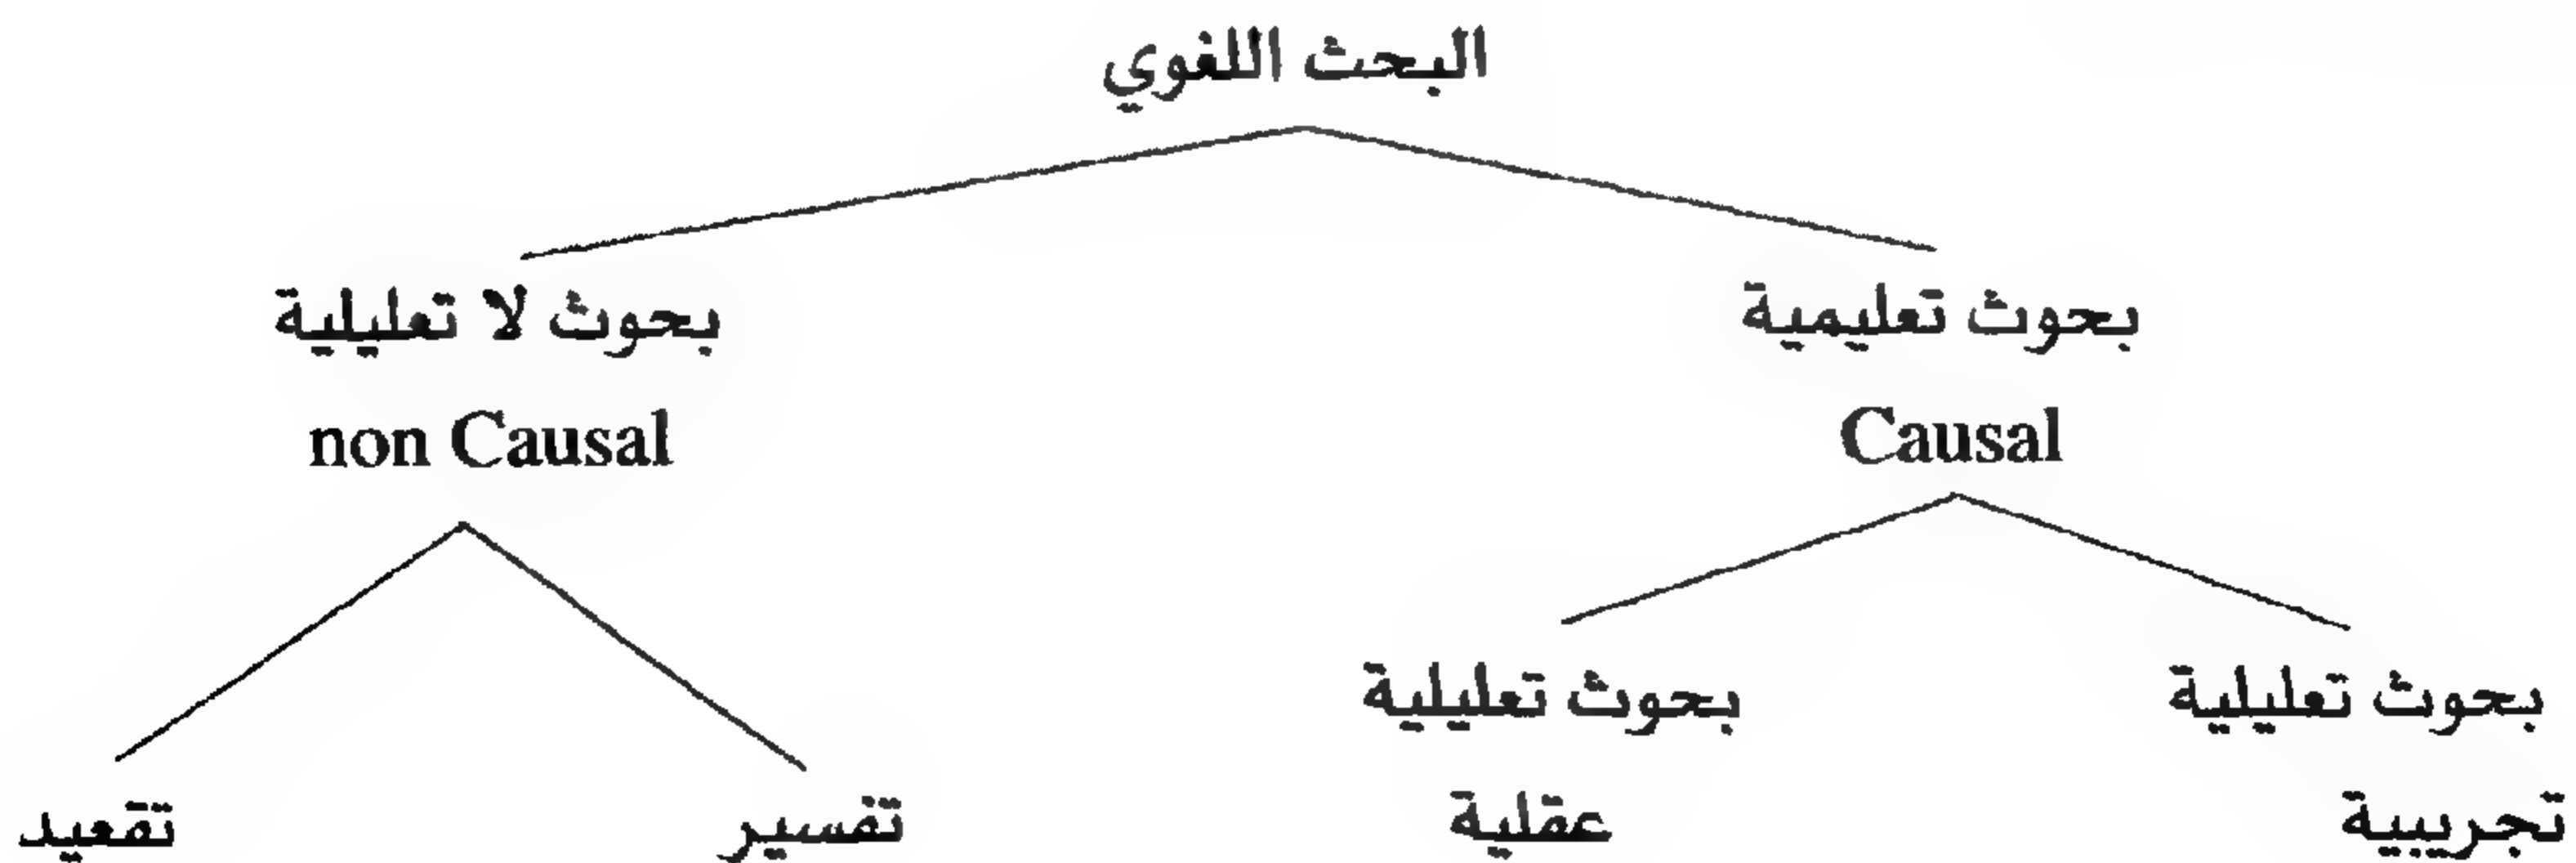 البحث اللغوي
بحوث تعليمية
بحوث لا تعليلية
Causal
non Causal
بحوث تعليلية
بحوث تعليلية
تجريبية
عقلية
تفسير
تقعيد